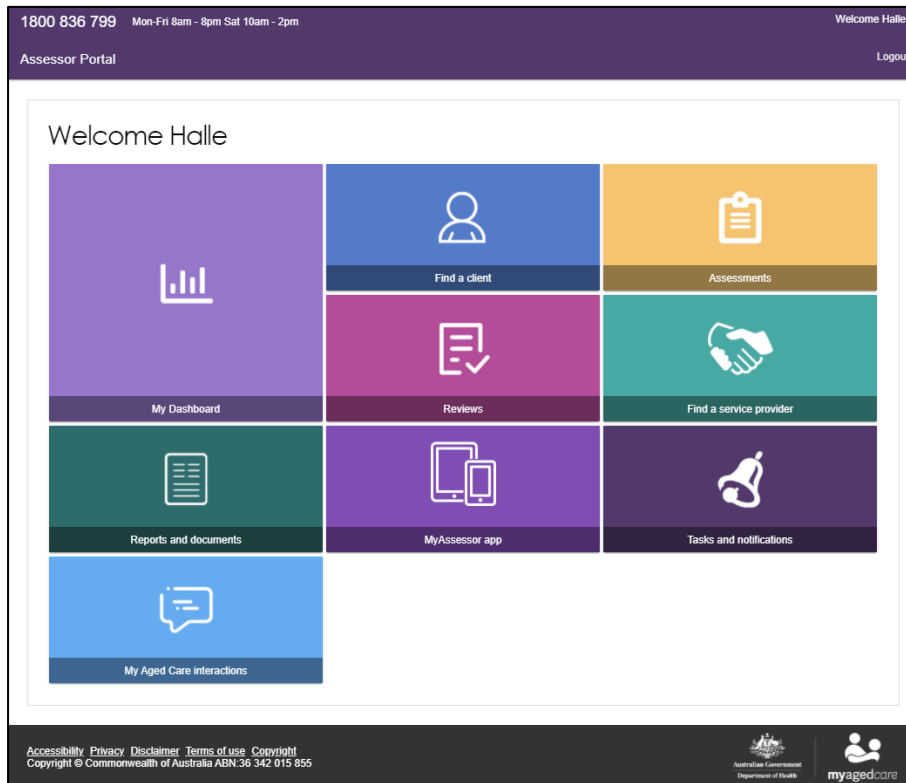 1800 836 799 Mon-Fri 8am - 8pm Sat 10am - 2pm Welcome Halle
Assessor Portal Logou
Welcome Halle
My Dashboard
Find a client
Assessments
Reviews
Find a service provider
Reports and documents
MyAssessor app
Tasks and notifications
My Aged Care interactions
Accessibility Privacy Disclaimer Terms of use Copyright
Copyright © Commonwealth of Australia ABN:36 342 015 855
Australian Government
Department of Health
myagedcare